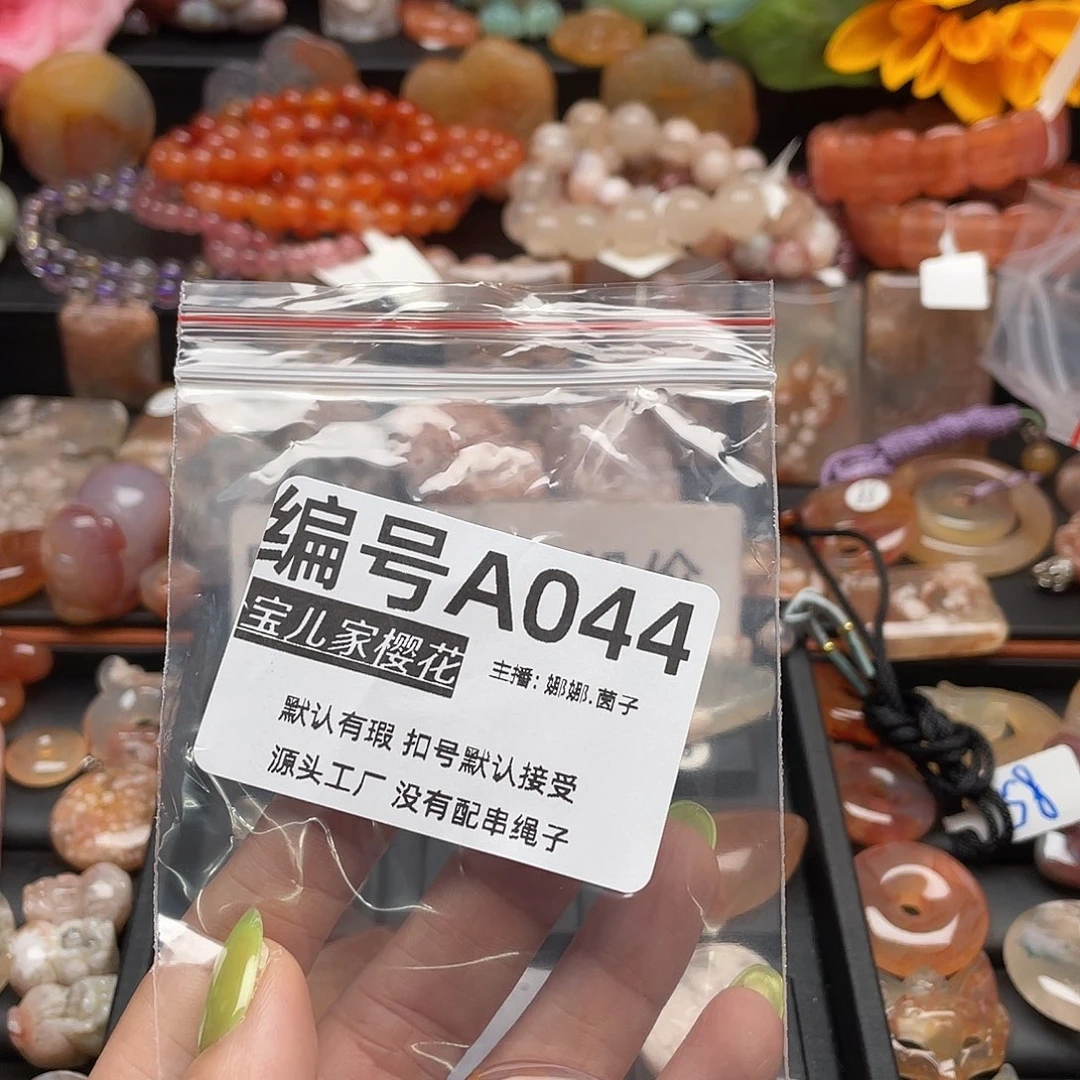 编号A044
宝儿家樱花
主播：娜娜.茵子
默认有瑕 扣号默认接受
源头工厂 没有配串绳子
85